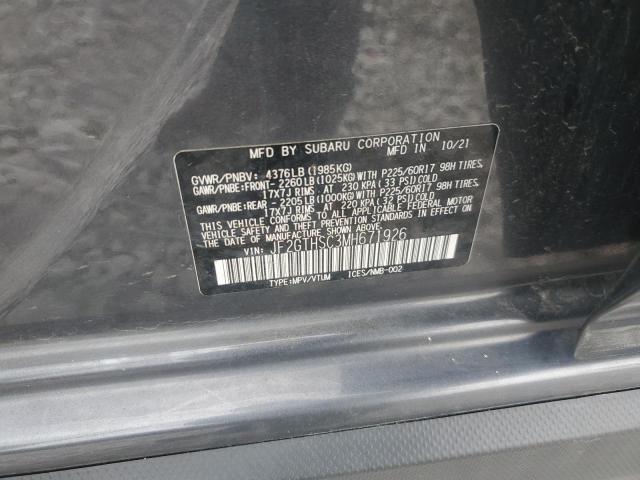 MFD BY SUBARU CORPORATION
MFD IN 10/21
GVWR/PNBV: 4376LB (1985KG)
GAWR/PNBE:FRONT-2260LB(1025KG)WITH P225/60R17 98H TIRES,
17X7J RIMS, AT 230 KPA (33 PSI)COLD
GAWR/PNBE:REAR -2205LB(1000KG)WITH P225/60R17 98H TIRES,
17X7J RIMS, AT 220 KPA (32 PSI)COLD
THIS VEHICLE CONFORMS TO ALL APPLICABLE
FEDERAL MOTOR VEHICLE SAFETY
STANDARDS IN EFFECT ON THE DATE OF
MANUFACTURE SHOWN ABOVE.
VIN: JF2GTHSC3MH671926
TYPE:MPV/VTUM ICES/NMB-002